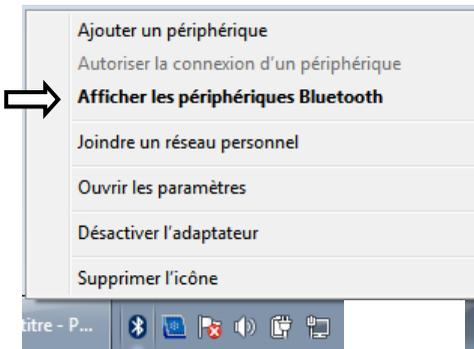 Ajouter un périphérique
Autoriser la connexion d'un périphérique
Afficher les périphériques Bluetooth
Joindre un réseau personnel
Ouvrir les paramètres
Désactiver l'adaptateur
Supprimer l'icône
titre - P...